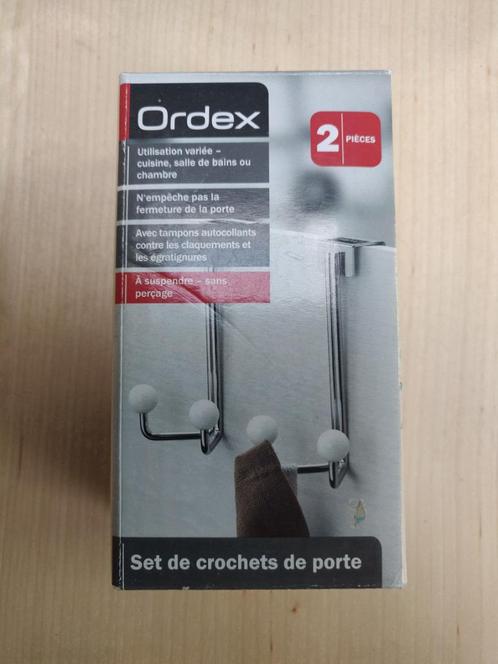 Ordex
2 PIÈCES
Utilisation variée –
cuisine, salle de bains ou
chambre
N'empêche pas la
fermeture de la porte
Avec tampons autocollants
contre les claquements et
les égratignures
À suspendre – sans
perçage
Set de crochets de porte